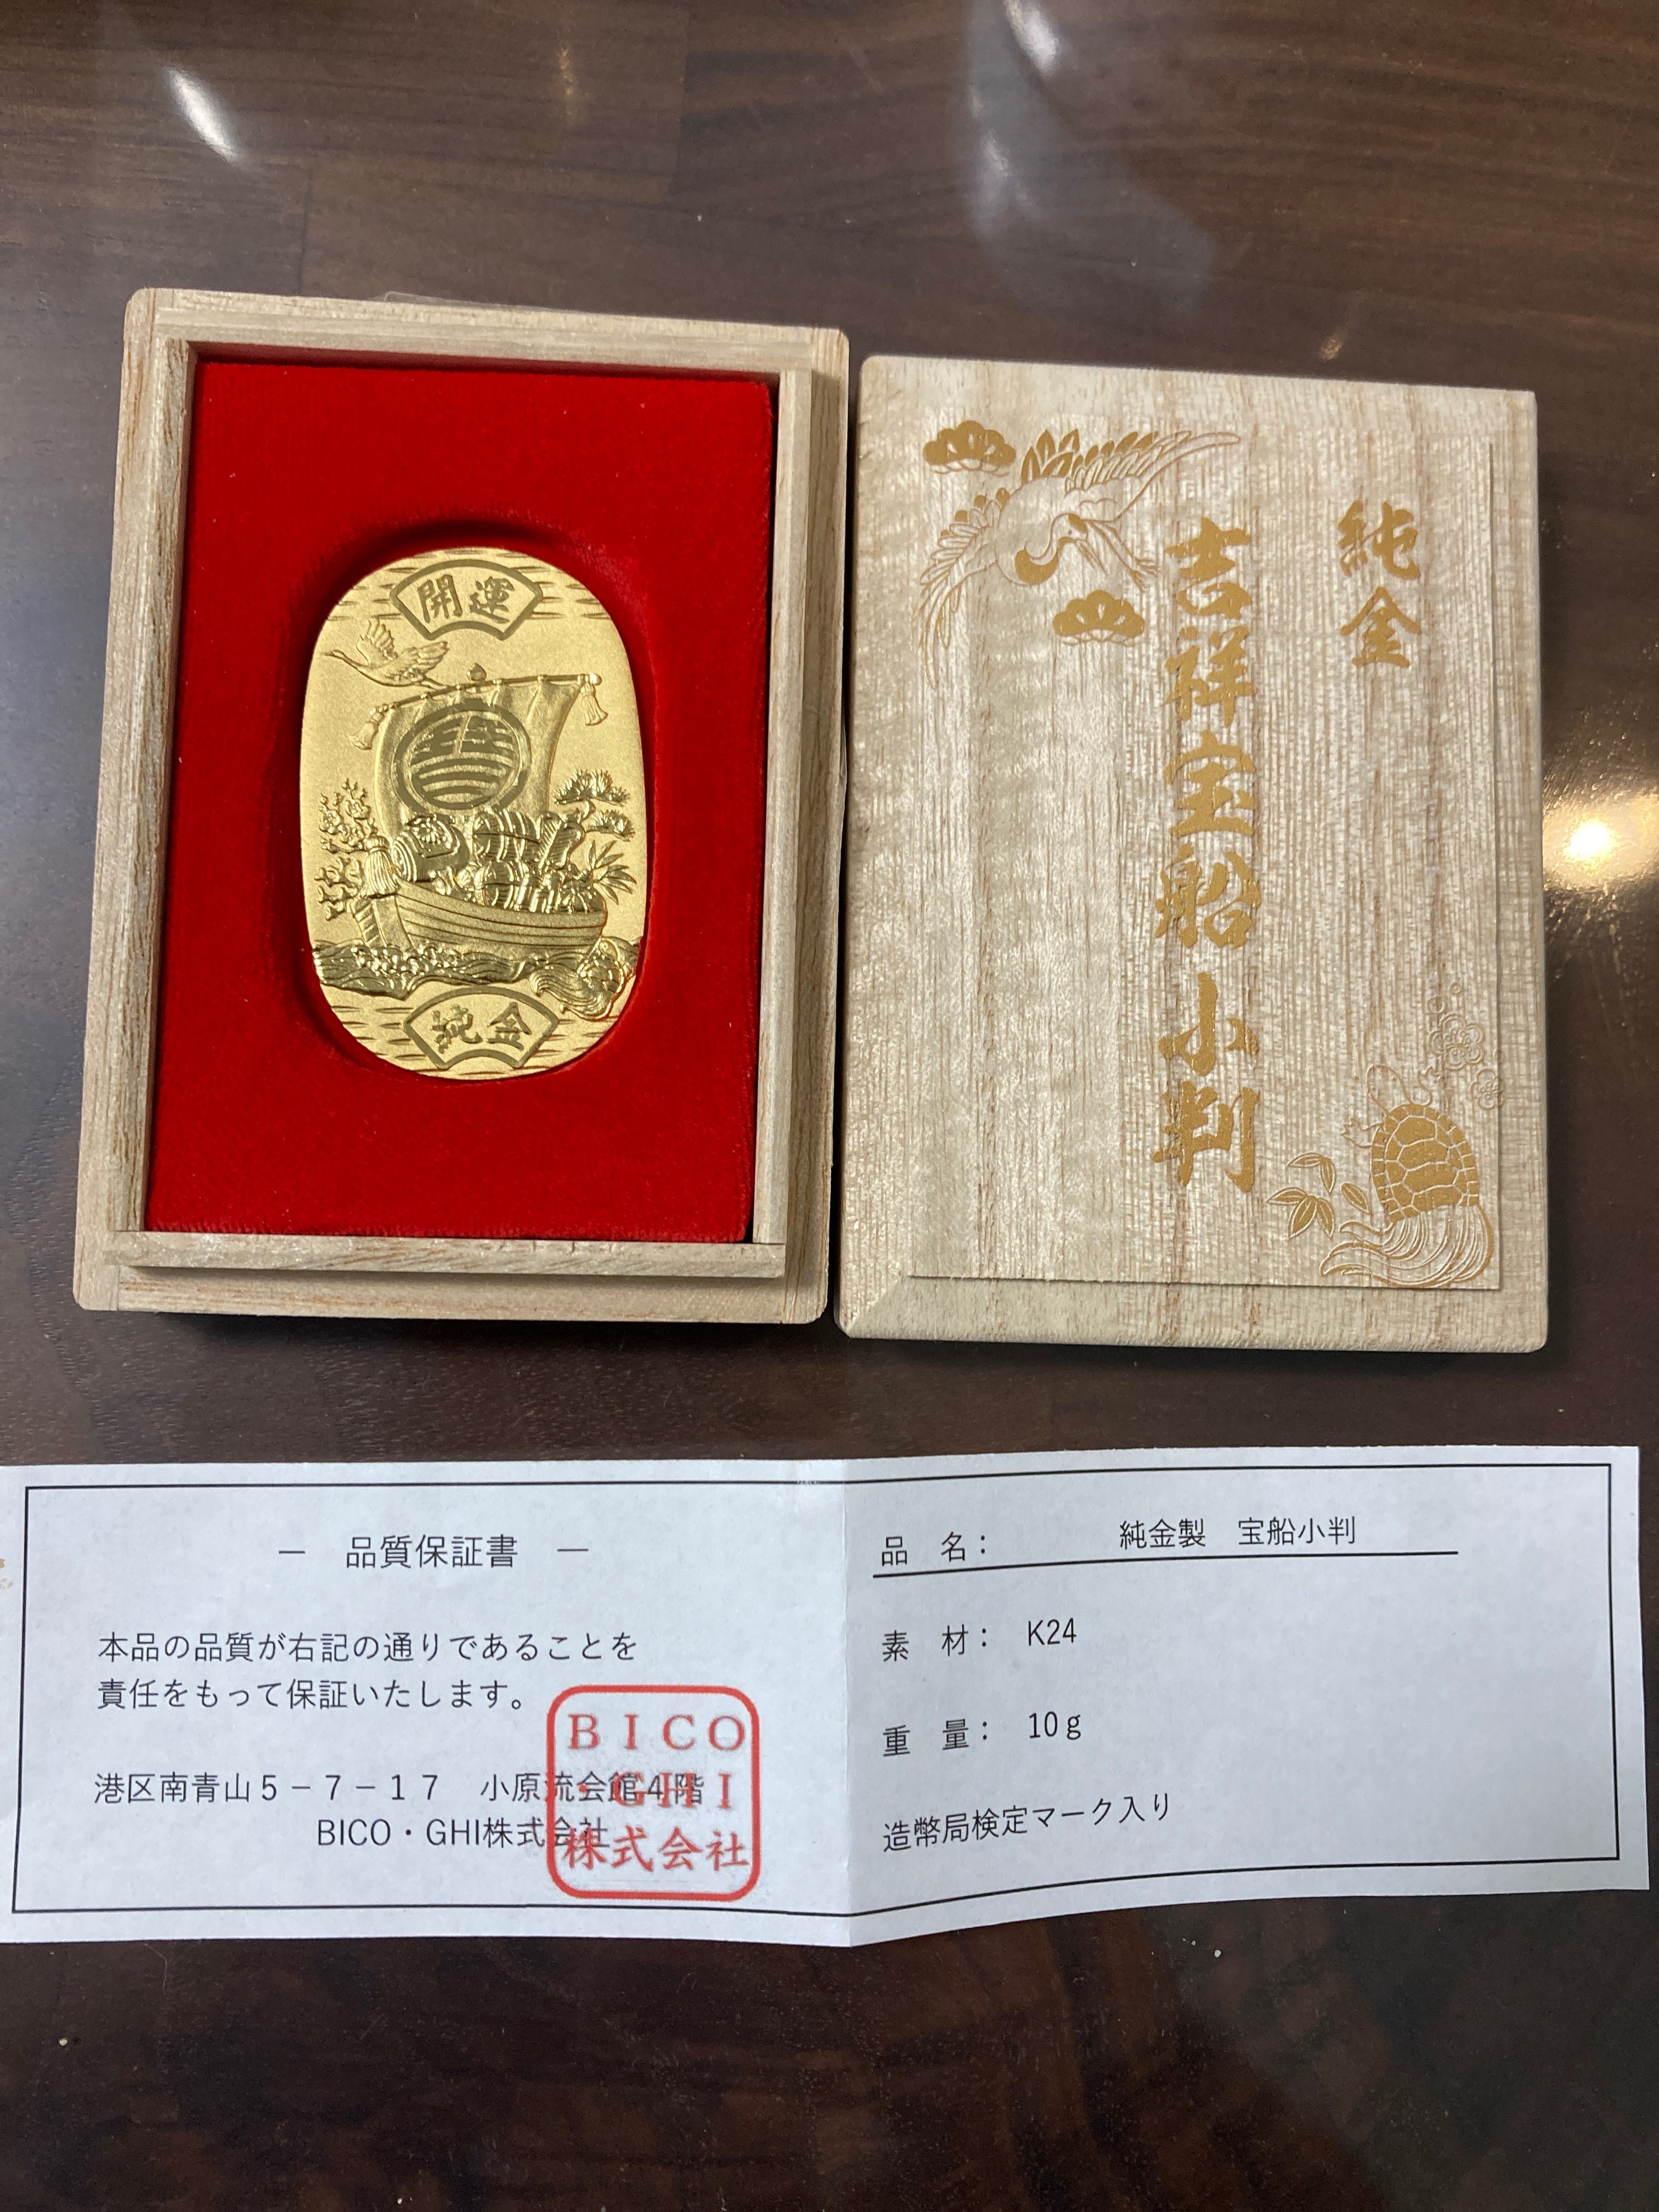 開運
寿
純金
純金
吉祥宝船小判
― 品質保証書 ―
本品の品質が右記の通りであることを
責任をもって保証いたします。
港区南青山5-7-17 小原流会館4階
BICO・GHI株式会社
BICO
・GHI
株式会社
品 名: 純金製 宝船小判
素 材: K24
重 量: 10g
造幣局検定マーク入り